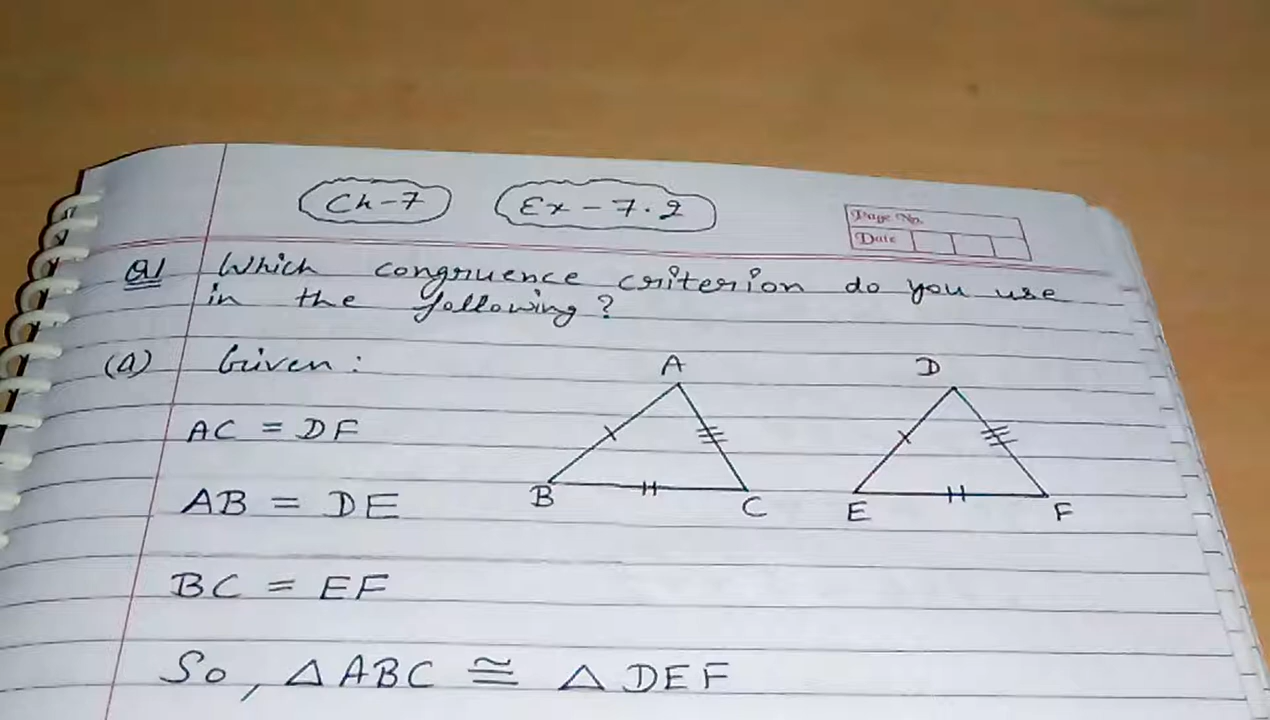 Ch-7 Ex-7.2
Page No.
Date
Q1 Which congruence criterion do you use
in the following?
(a) Given:
A D
AC = DF
AB = DE
B C E F
BC = EF
So, △ABC ≅ △DEF